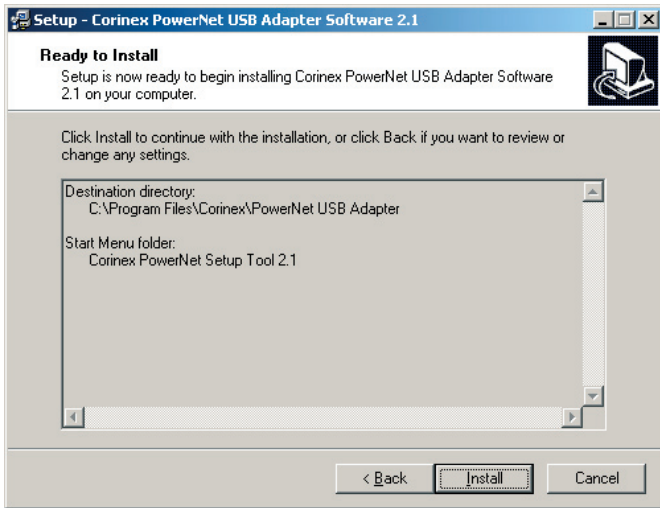 Setup - Corinex PowerNet USB Adapter Software 2.1
Ready to Install
Setup is now ready to begin installing Corinex PowerNet USB Adapter Software
2.1 on your computer.
Click Install to continue with the installation, or click Back if you want to review or
change any settings.
Destination directory:
C:\Program Files\Corinex\PowerNet USB Adapter
Start Menu folder:
Corinex PowerNet Setup Tool 2.1
< Back
Install
Cancel